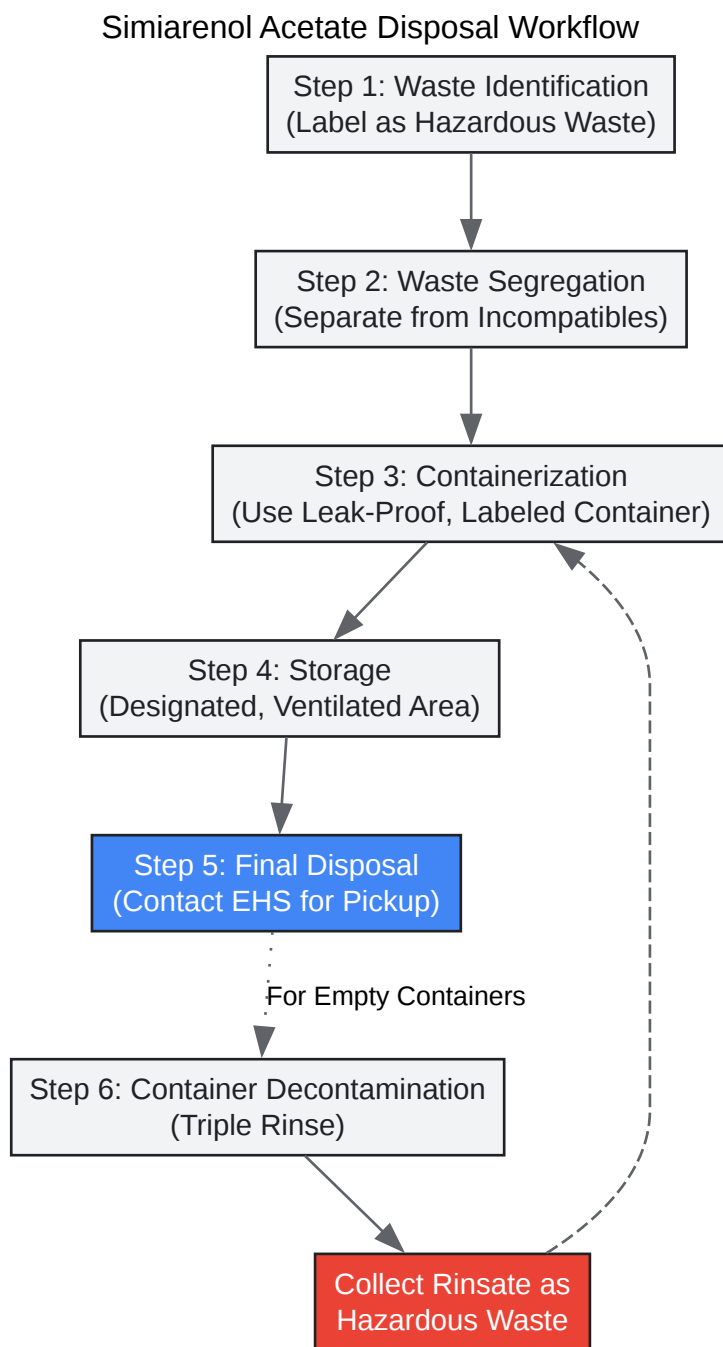 Simiarenol Acetate Disposal Workflow
Step 1: Waste Identification
(Label as Hazardous Waste)
Step 2: Waste Segregation
(Separate from Incompatibles)
Step 3: Containerization
(Use Leak-Proof, Labeled Container)
Step 4: Storage
(Designated, Ventilated Area)
Step 5: Final Disposal
(Contact EHS for Pickup)
For Empty Containers
Step 6: Container Decontamination
(Triple Rinse)
Collect Rinsate as
Hazardous Waste